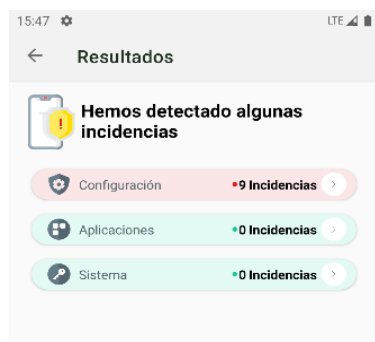 15:47 LTE
Resultados
Hemos detectado algunas
incidencias
Configuración 9 Incidencias
Aplicaciones 0 Incidencias
Sistema 0 Incidencias